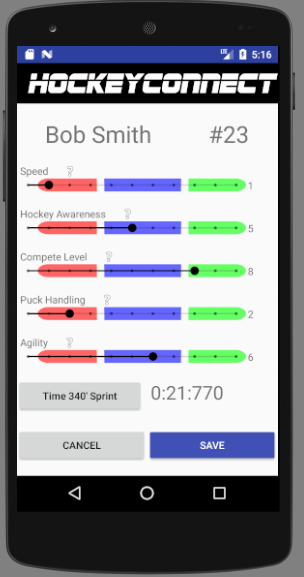 LTE 5:16
HOCKEYCONNECT
Bob Smith #23
Speed
1
Hockey Awareness
5
Compete Level
8
Puck Handling
2
Agility
6
Time 340' Sprint 0:21:770
CANCEL SAVE